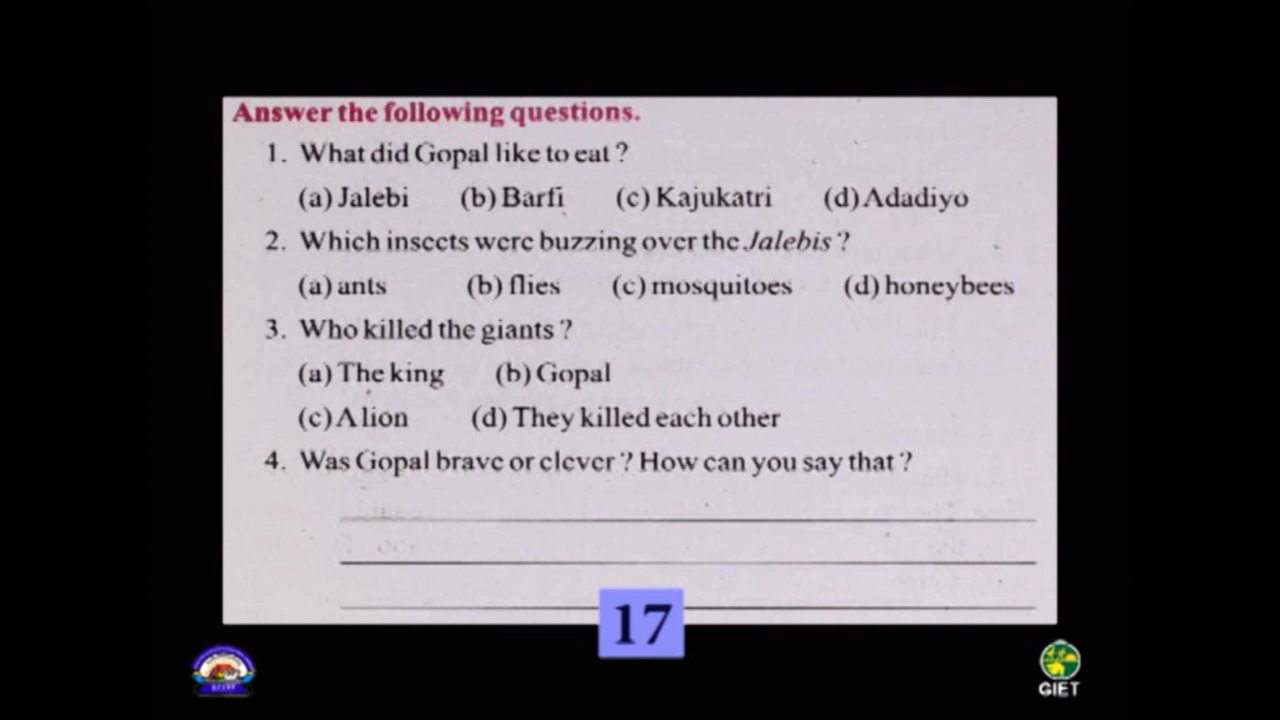 Answer the following questions.
1. What did Gopal like to eat ?
(a) Jalebi (b) Barfi (c) Kajukatri (d) Adadiyo
2. Which insects were buzzing over the Jalebis ?
(a) ants (b) flies (c) mosquitoes (d) honeybees
3. Who killed the giants ?
(a) The king (b) Gopal
(c) A lion (d) They killed each other
4. Was Gopal brave or clever ? How can you say that ?
17
GIET